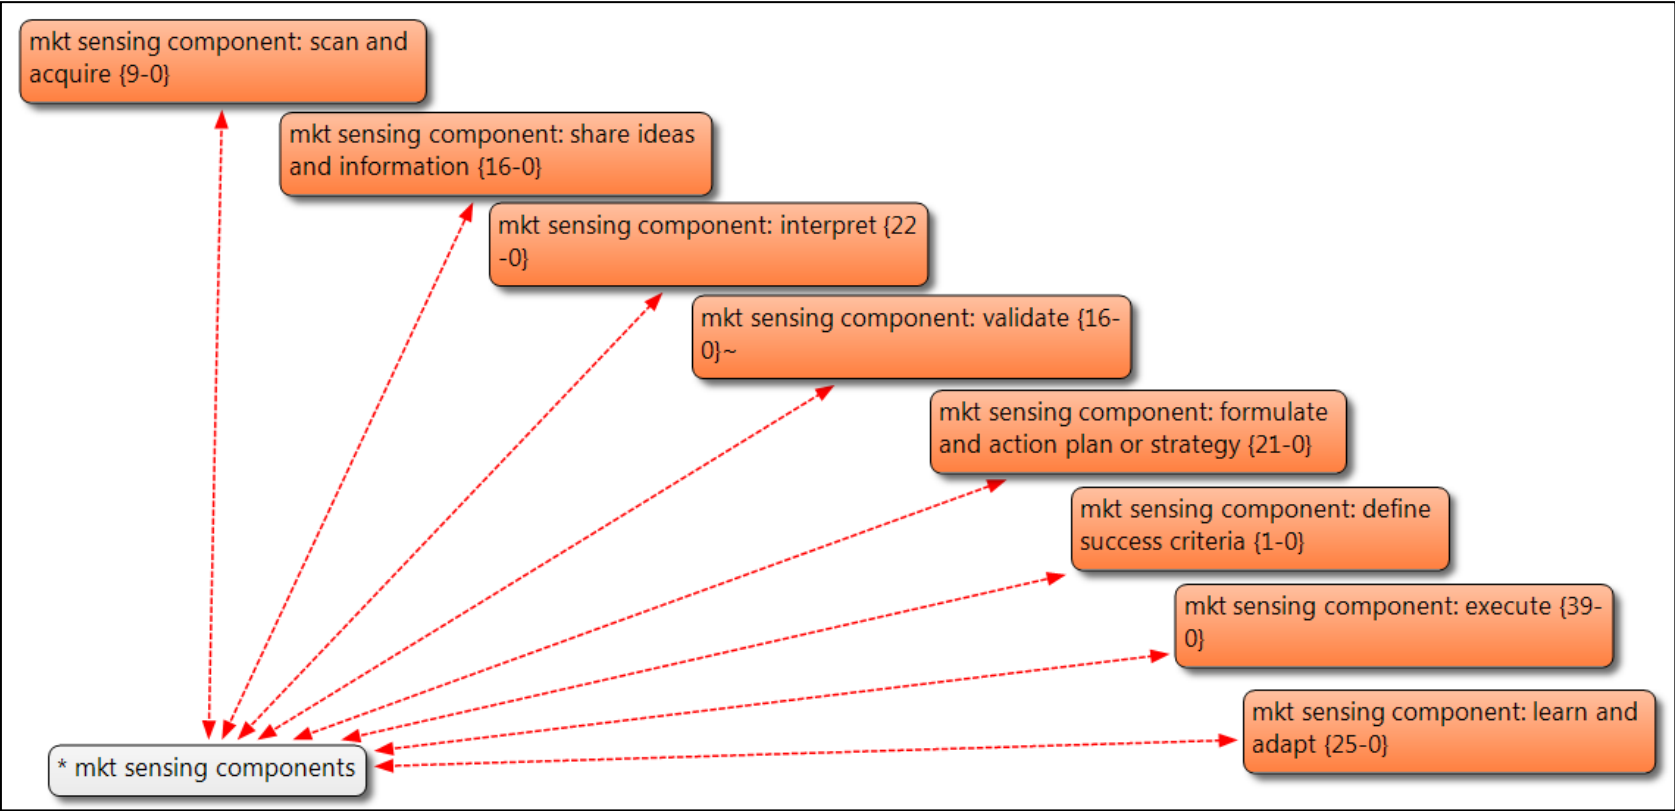 mkt sensing component: scan and
acquire {9-0}
mkt sensing component: share ideas
and information {16-0}
mkt sensing component: interpret {22
-0}
mkt sensing component: validate {16-
0}~
mkt sensing component: formulate
and action plan or strategy {21-0}
mkt sensing component: define
success criteria {1-0}
mkt sensing component: execute {39-
0}
mkt sensing component: learn and
adapt {25-0}
* mkt sensing components